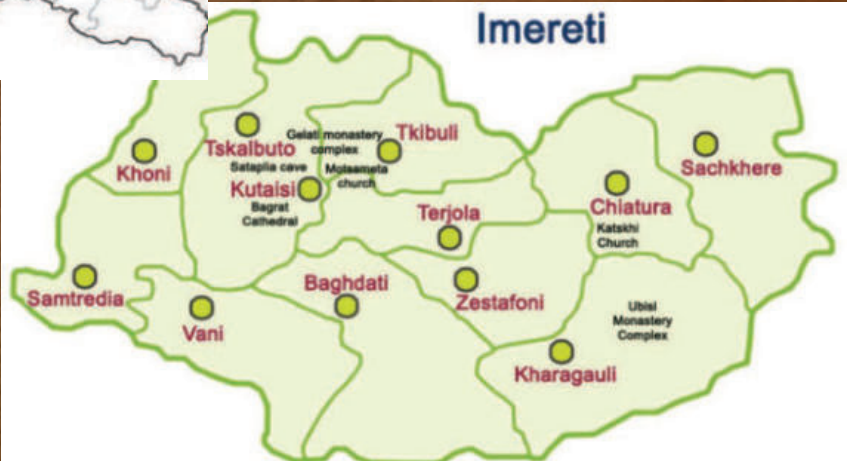 Imereti
Khoni
Tskalbuto
Sataplia cave
Kutaisi
Bagrat
Cathedral
Gelati monastery
complex
Motsameta
church
Tkibuli
Terjola
Chiatura
Katskhi
Church
Sachkhere
Samtredia
Vani
Baghdati
Zestafoni
Ubisi
Monastery
Complex
Kharagauli